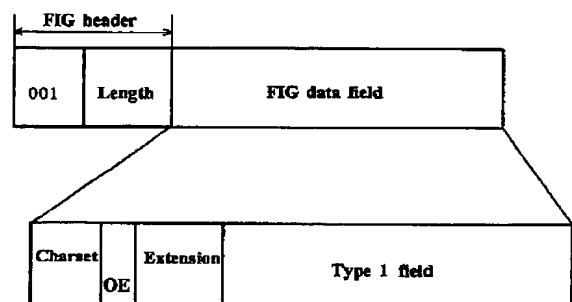 FIG header
001 Length FIG data field
Charset OE Extension Type 1 field